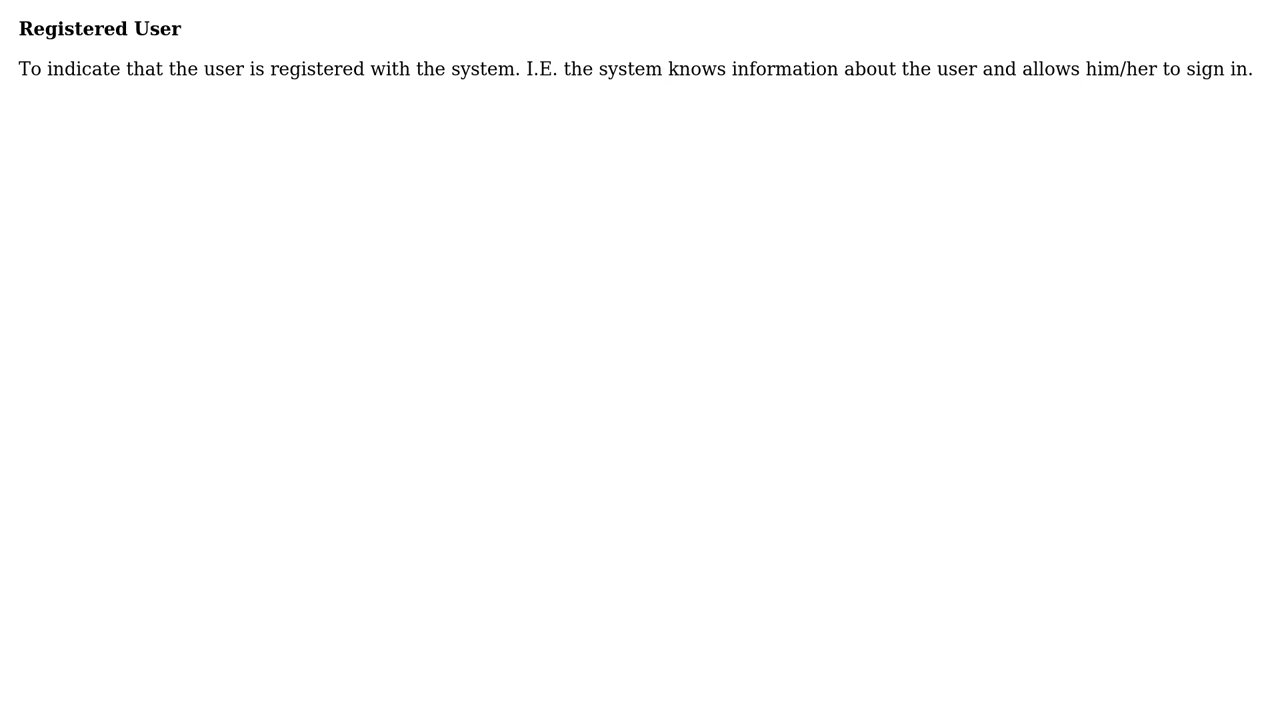 Registered User
To indicate that the user is registered with the system. I.E. the system knows information about the user and allows him/her to sign in.